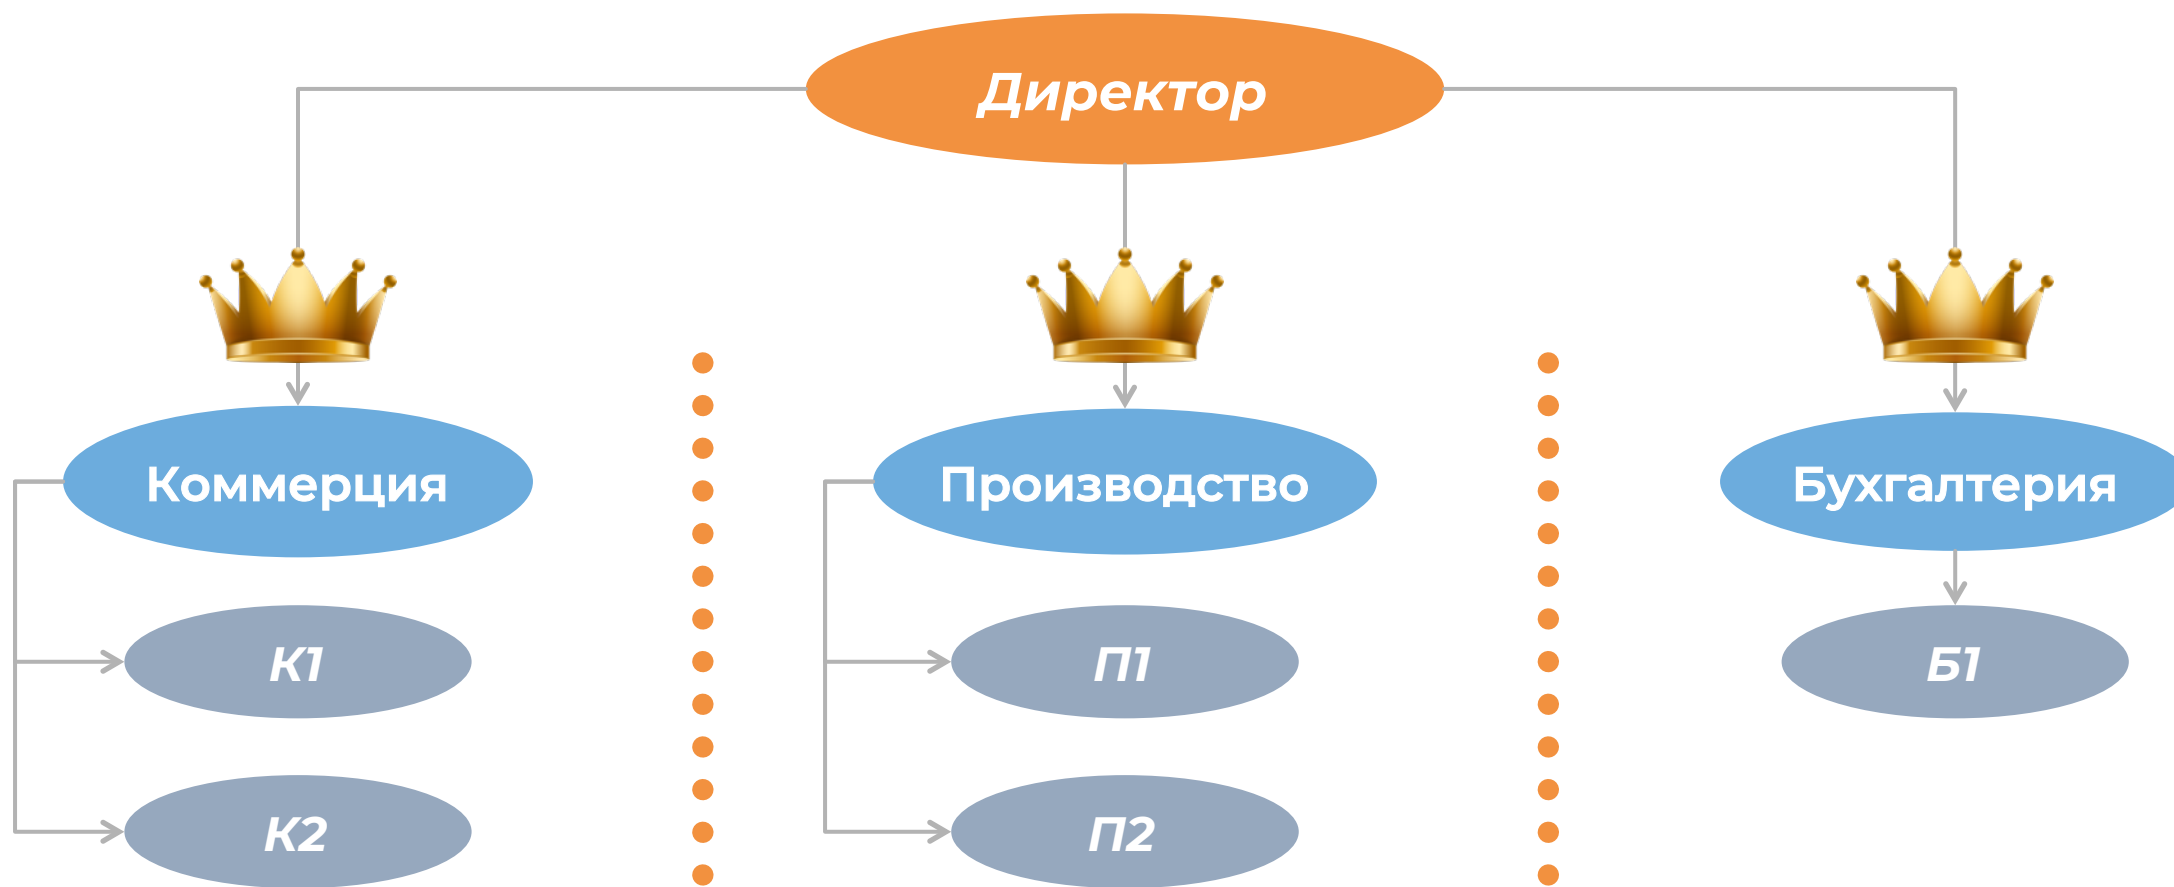 Директор
Коммерция
Производство
Бухгалтерия
К1
П1
Б1
К2
П2